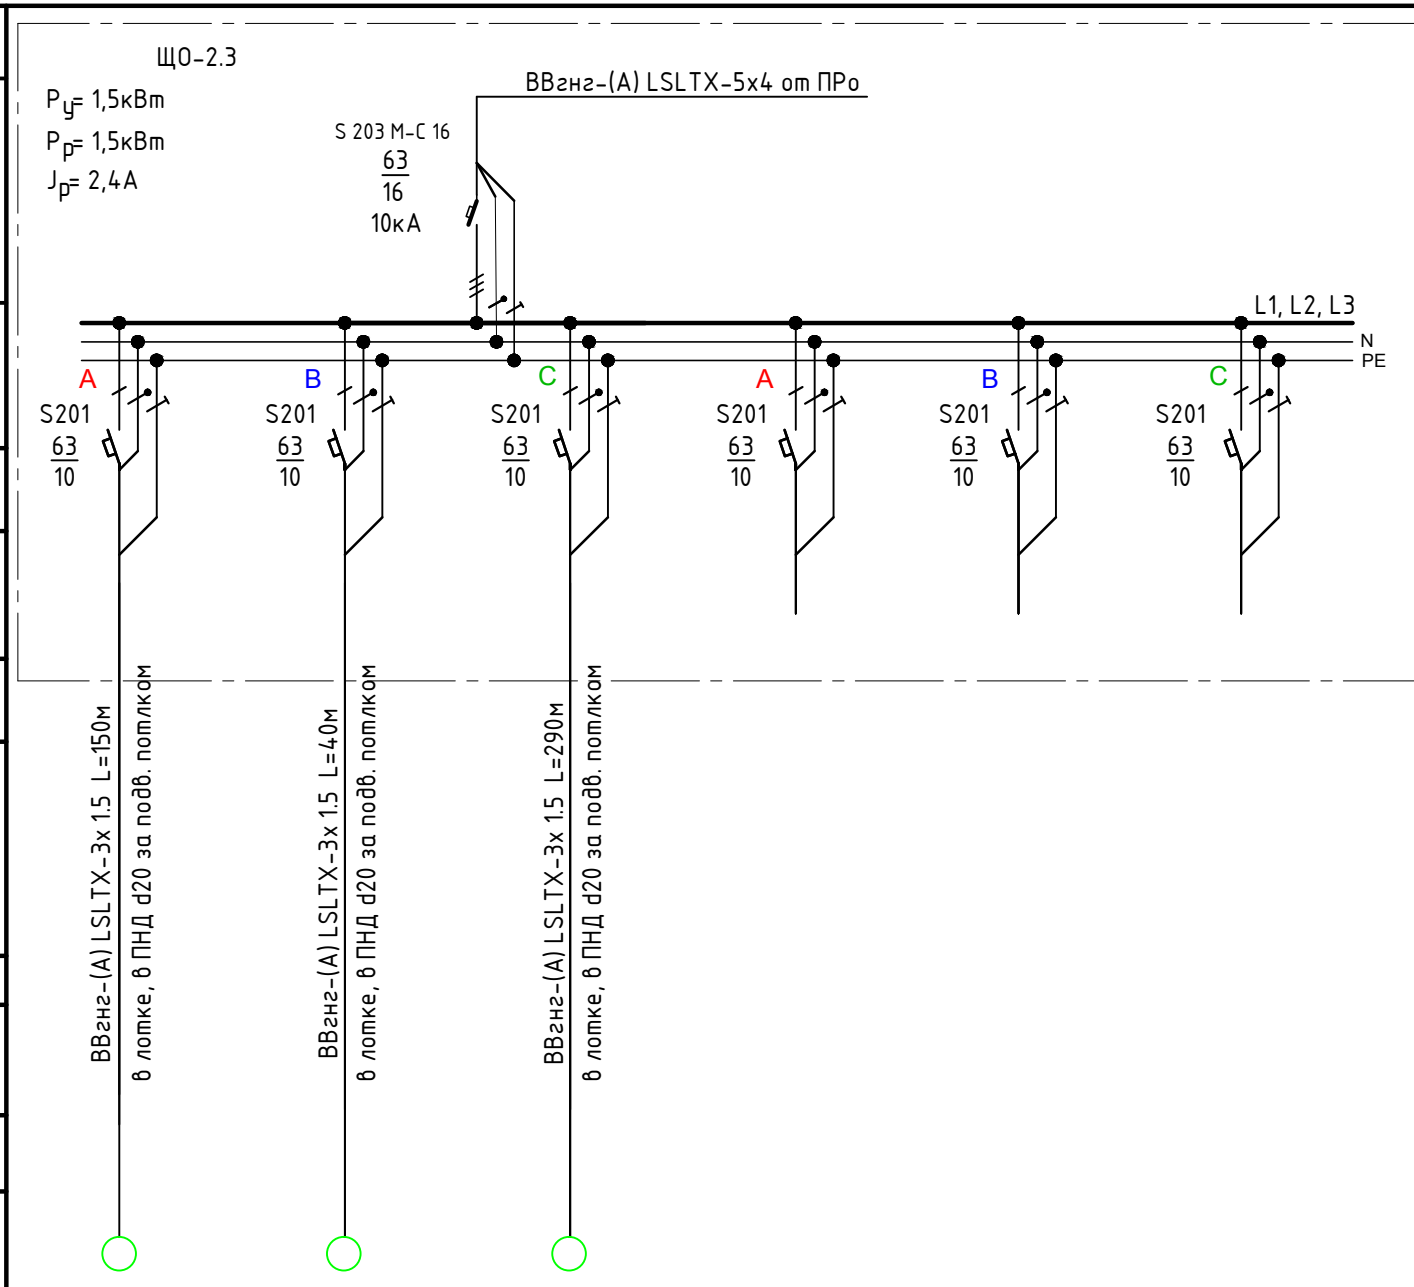 ЩО-2.3
Pу= 1,5кВт
Pр= 1,5кВт
Jр= 2,4А
ВВгнг-(А) LSLTX-5х4 от ПРо
S 203 М-С 16
63
16
10кА
L1, L2, L3
N
PE
A
B
C
A
B
C
S201
63
10
S201
63
10
S201
63
10
S201
63
10
S201
63
10
S201
63
10
ВВгнг-(А) LSLTX-3х 1.5 L=150м
в лотке, в ПНД d20 за подв. потлком
ВВгнг-(А) LSLTX-3х 1.5 L=40м
в лотке, в ПНД d20 за подв. потлком
ВВгнг-(А) LSLTX-3х 1.5 L=290м
в лотке, в ПНД d20 за подв. потлком